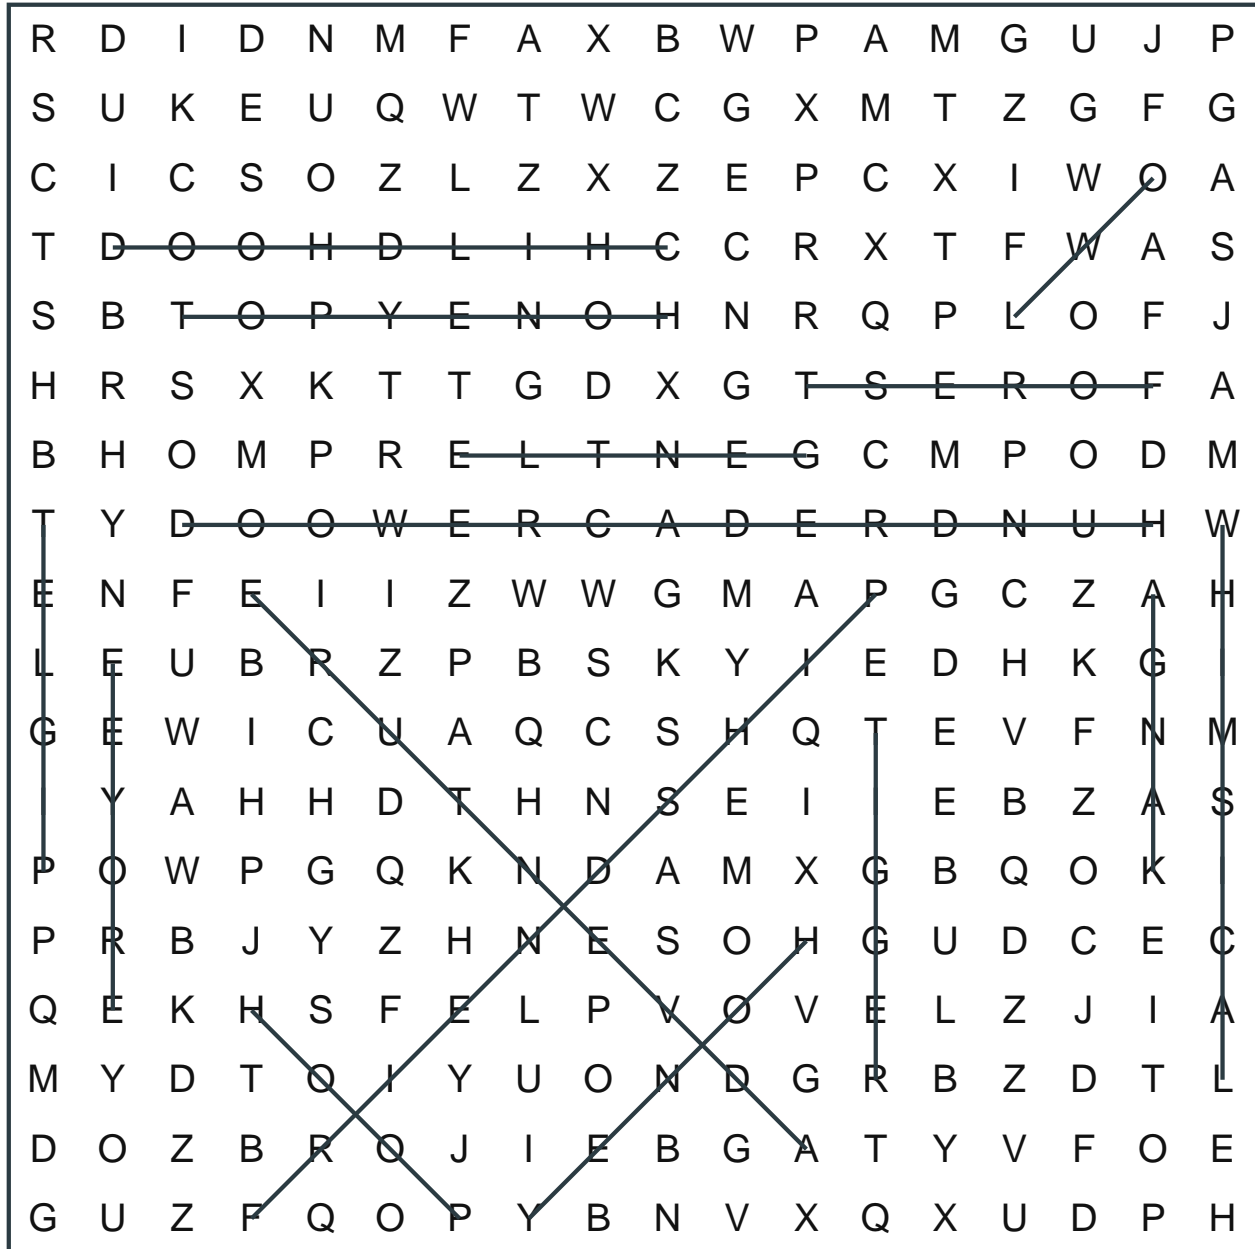 R D I D N M F A X B W P A M G U J P
S U K E U Q W T W C G X M T Z G F G
C I C S O Z L Z X Z E P C X I W O A
T D O O H D L I H C C R X T F W A S
S B T O P Y E N O H N R Q P L O F J
H R S X K T T G D X G T S E R O F A
B H O M P R E L T N E G C M P O D M
T Y D O O W E R C A D E R D N U H W
E N F E I I Z W W G M A P G C Z A H
L E U B R Z P B S K Y I E D H K G I
G E W I C U A Q C S H Q T E V F N M
I Y A H H D T H N S E I I E B Z A S
P O W P G Q K N D A M X G B Q O K I
P R B J Y Z H N E S O H G U D C E C
Q E K H S F E L P V O V E L Z J I A
M Y D T O I Y U O N D G R B Z D T L
D O Z B R O J I E B G A T Y V F O E
G U Z F Q O P Y B N V X Q X U D P H